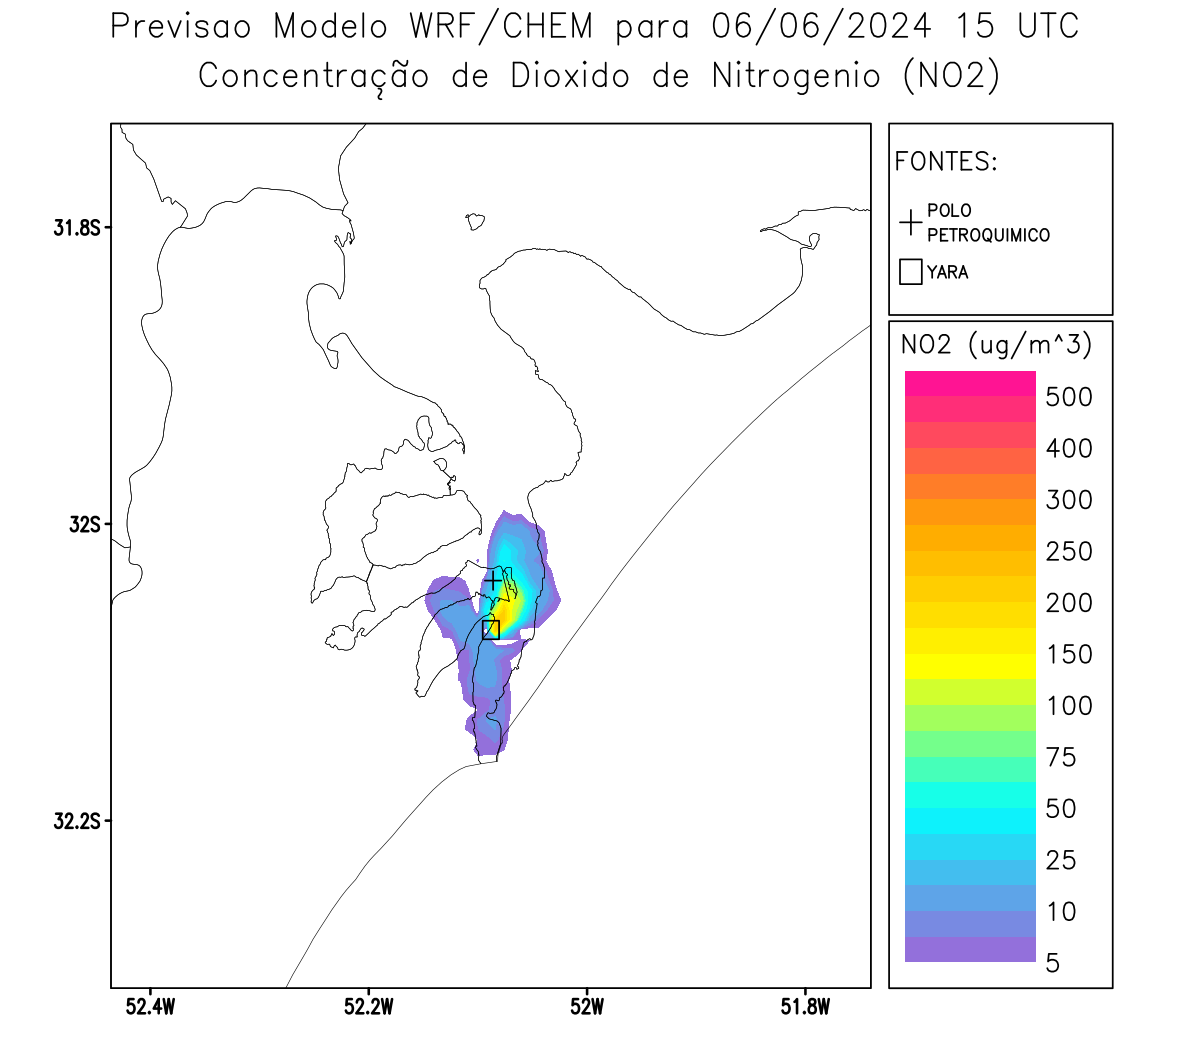 Previsao Modelo WRF/CHEM para 06/06/2024 15 UTC
Concentração de Dioxido de Nitrogenio (NO2)
FONTES:
POLO
PETROQUIMICO
YARA
NO2 (ug/m^3)
500
400
300
250
200
150
100
75
50
25
10
5
31.8S
32S
32.2S
52.4W
52.2W
52W
51.8W